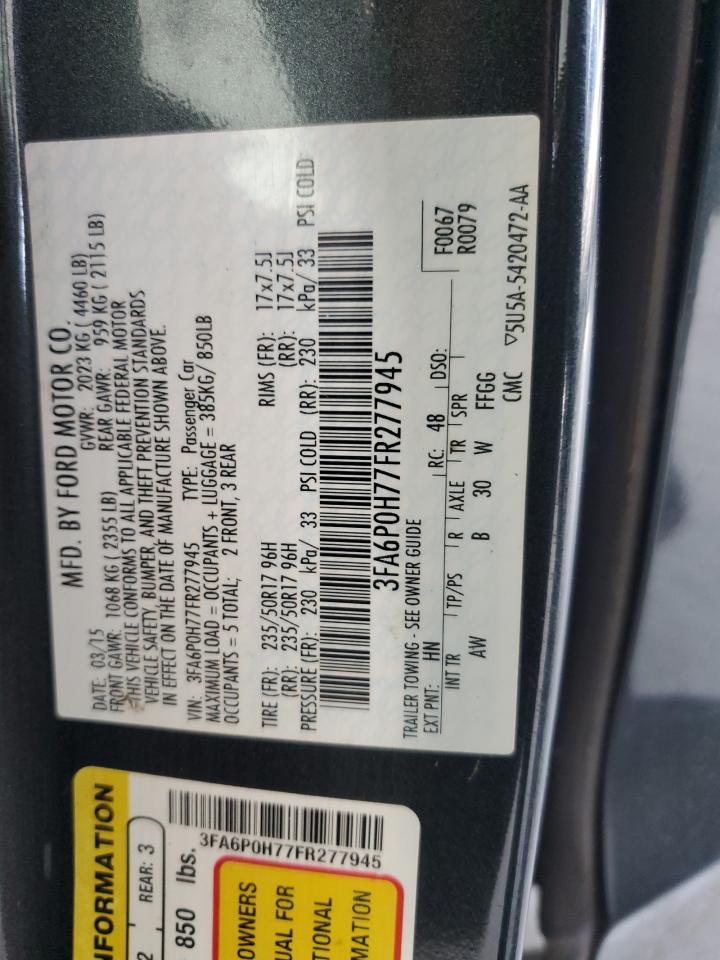 MFD. BY FORD MOTOR CO.
DATE: 03/15 GVWR: 2023 KG ( 4460 LB)
FRONT GAWR: 1068 KG ( 2355 LB) REAR GAWR: 959 KG ( 2115 LB)
THIS VEHICLE CONFORMS TO ALL APPLICABLE FEDERAL MOTOR
VEHICLE SAFETY, BUMPER, AND THEFT PREVENTION STANDARDS
IN EFFECT ON THE DATE OF MANUFACTURE SHOWN ABOVE.
VIN: 3FA6P0H77FR277945 TYPE: Passenger Car
MAXIMUM LOAD = OCCUPANTS + LUGGAGE = 385KG/ 850LB
OCCUPANTS = 5 TOTAL; 2 FRONT, 3 REAR
TIRE (FR): 235/50R17 96H RIMS (FR): 17x7.5J
(RR): 235/50R17 96H (RR): 17x7.5J
PRESSURE (FR): 230 kPa/ 33 PSI COLD (RR): 230 kPa/ 33 PSI COLD
3FA6P0H77FR277945
TRAILER TOWING - SEE OWNER GUIDE
EXT PNT: HN RC: 48 DSO: F0067
R0079
INT TR TP/PS R AXLE TR SPR
AW B 30 W FFGG
CMC ▽5U5A-5420472-AA
NFORMATION
2 REAR: 3
850 lbs.
3FA6P0H77FR277945
OWNERS
UAL FOR
TIONAL
MATION